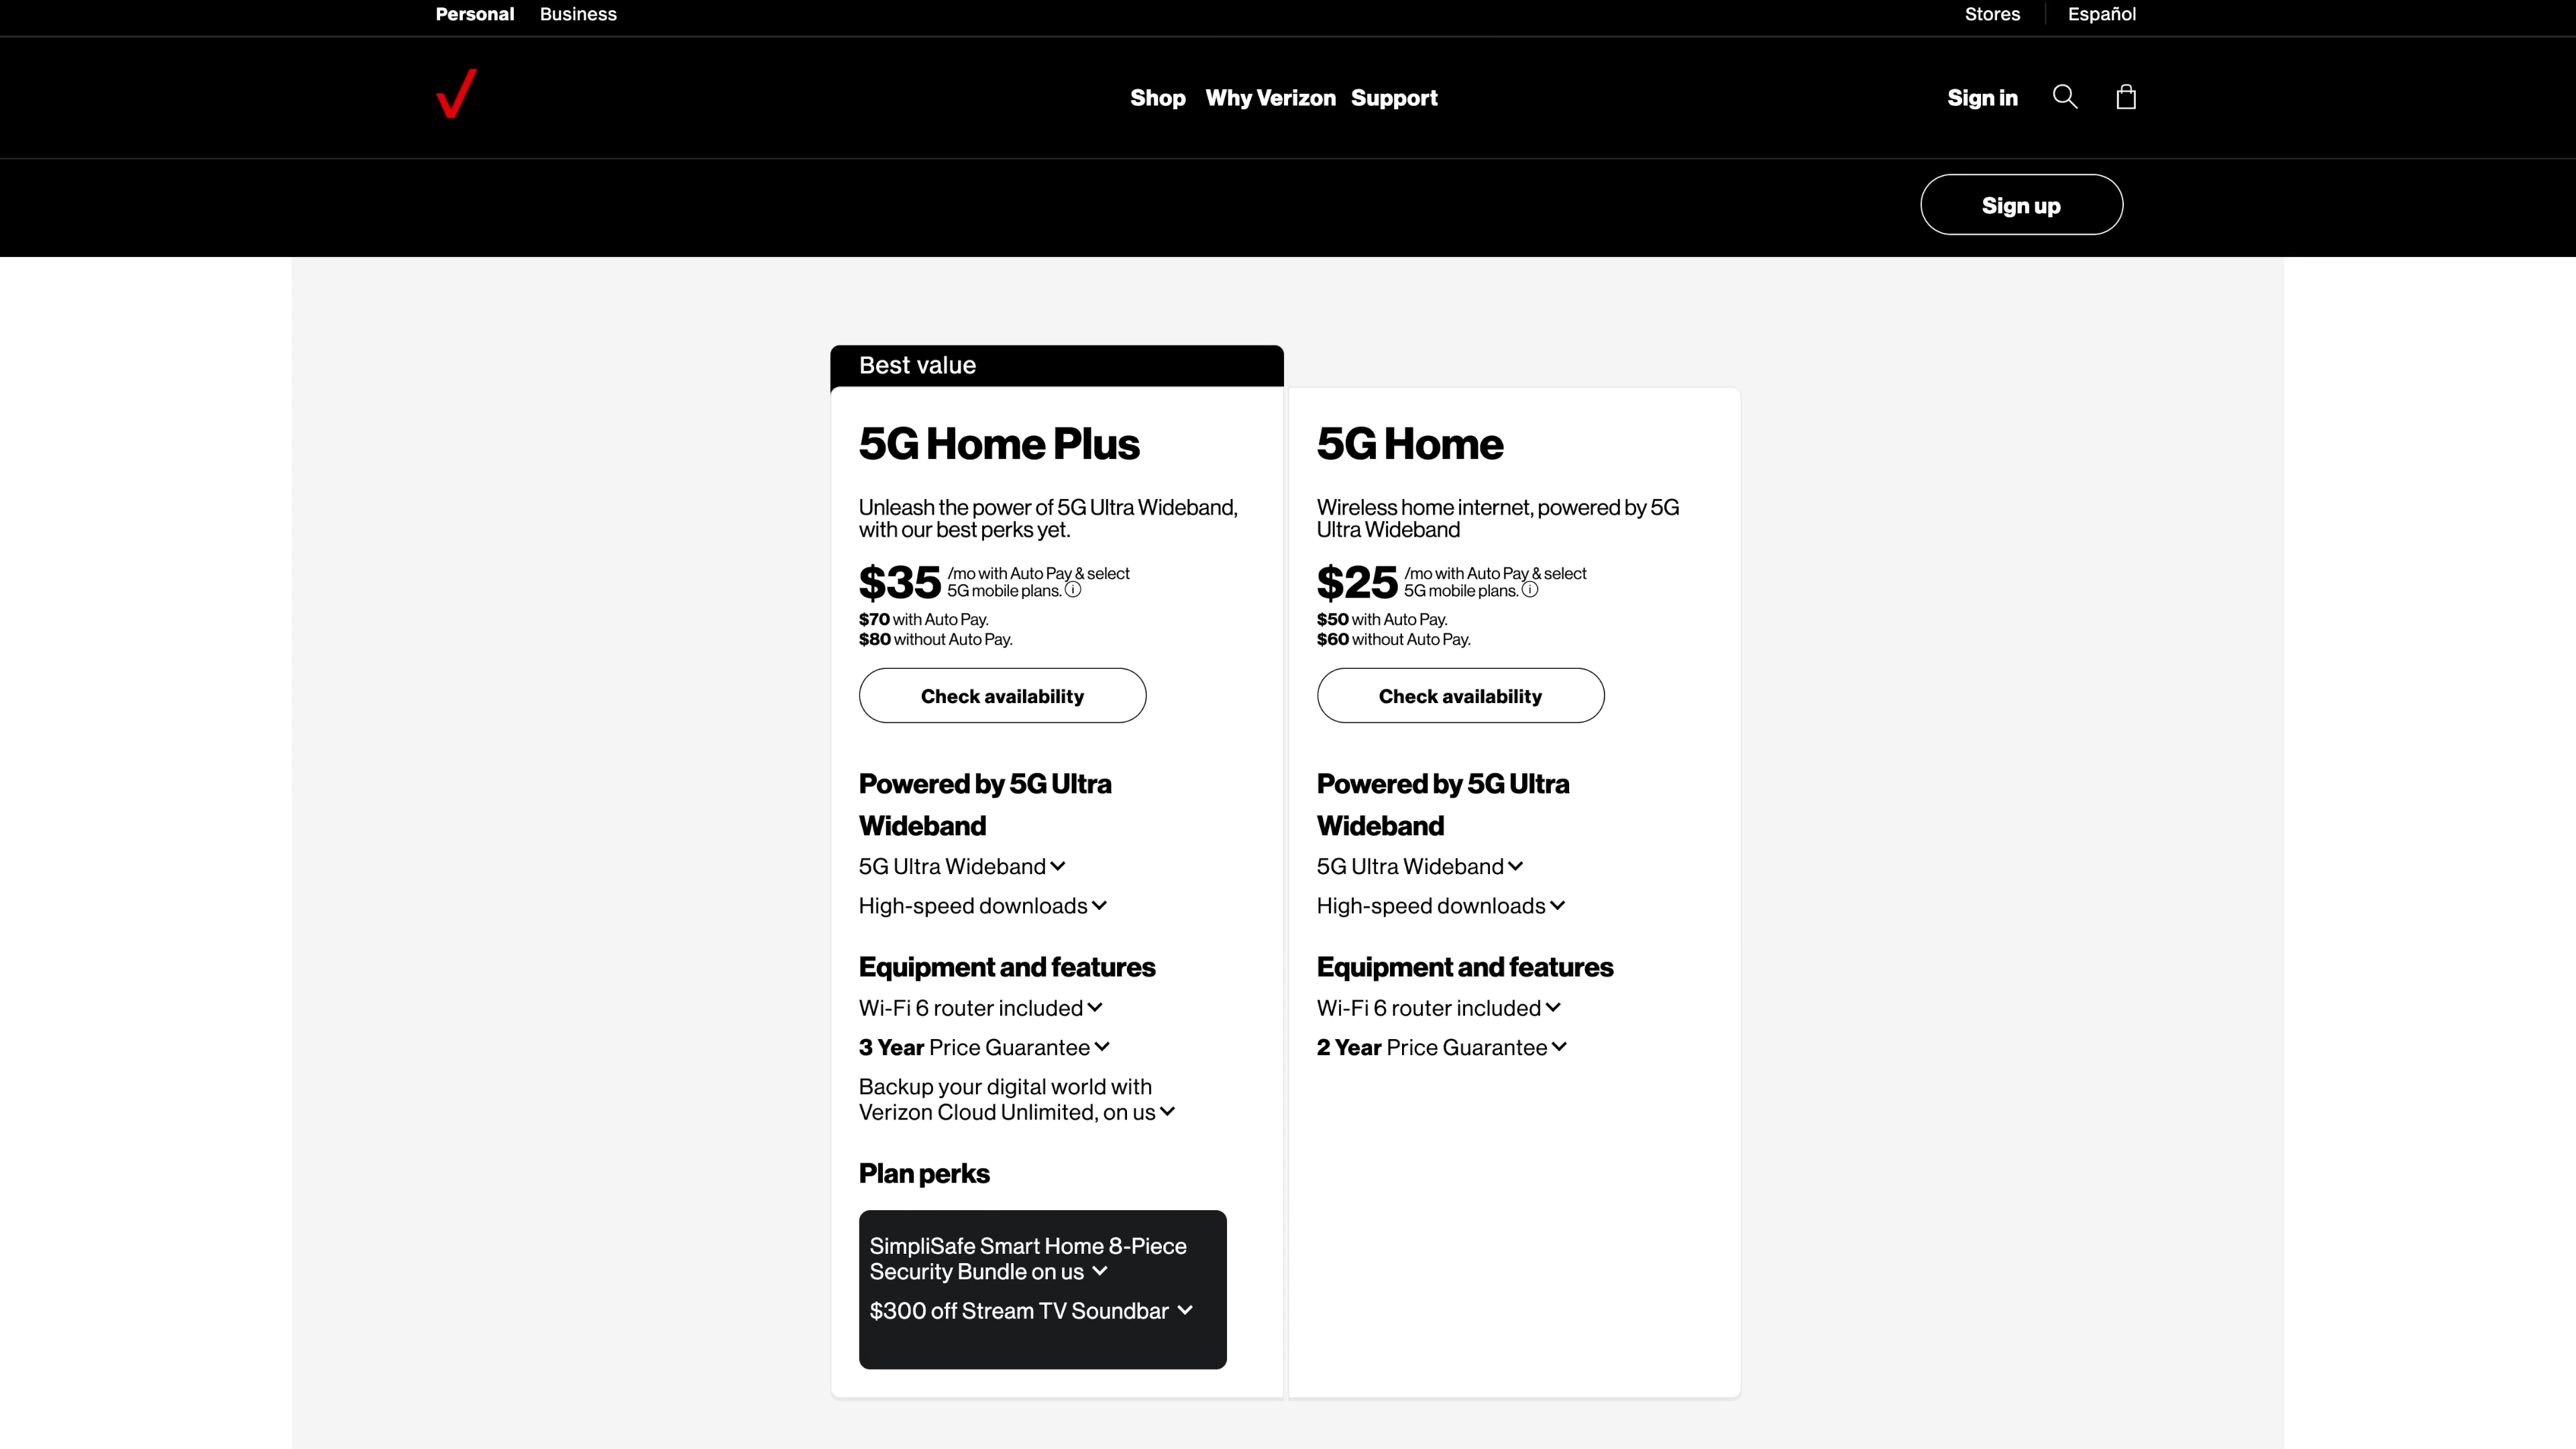 Personal Business Stores Español
Shop Why Verizon Support Sign in
Sign up
Best value
5G Home Plus
Unleash the power of 5G Ultra Wideband,
with our best perks yet.
$35 /mo with Auto Pay & select
5G mobile plans.
$70 with Auto Pay.
$80 without Auto Pay.
Check availability
Powered by 5G Ultra
Wideband
5G Ultra Wideband
High-speed downloads
Equipment and features
Wi-Fi 6 router included
3 Year Price Guarantee
Backup your digital world with
Verizon Cloud Unlimited, on us
Plan perks
SimpliSafe Smart Home 8-Piece
Security Bundle on us
$300 off Stream TV Soundbar
5G Home
Wireless home internet, powered by 5G
Ultra Wideband
$25 /mo with Auto Pay & select
5G mobile plans.
$50 with Auto Pay.
$60 without Auto Pay.
Check availability
Powered by 5G Ultra
Wideband
5G Ultra Wideband
High-speed downloads
Equipment and features
Wi-Fi 6 router included
2 Year Price Guarantee